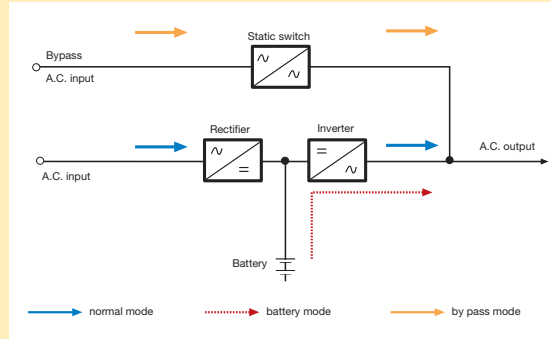 Static switch
Bypass
A.C. input
Rectifier
Inverter
A.C. output
A.C. input
Battery
normal mode
battery mode
by pass mode